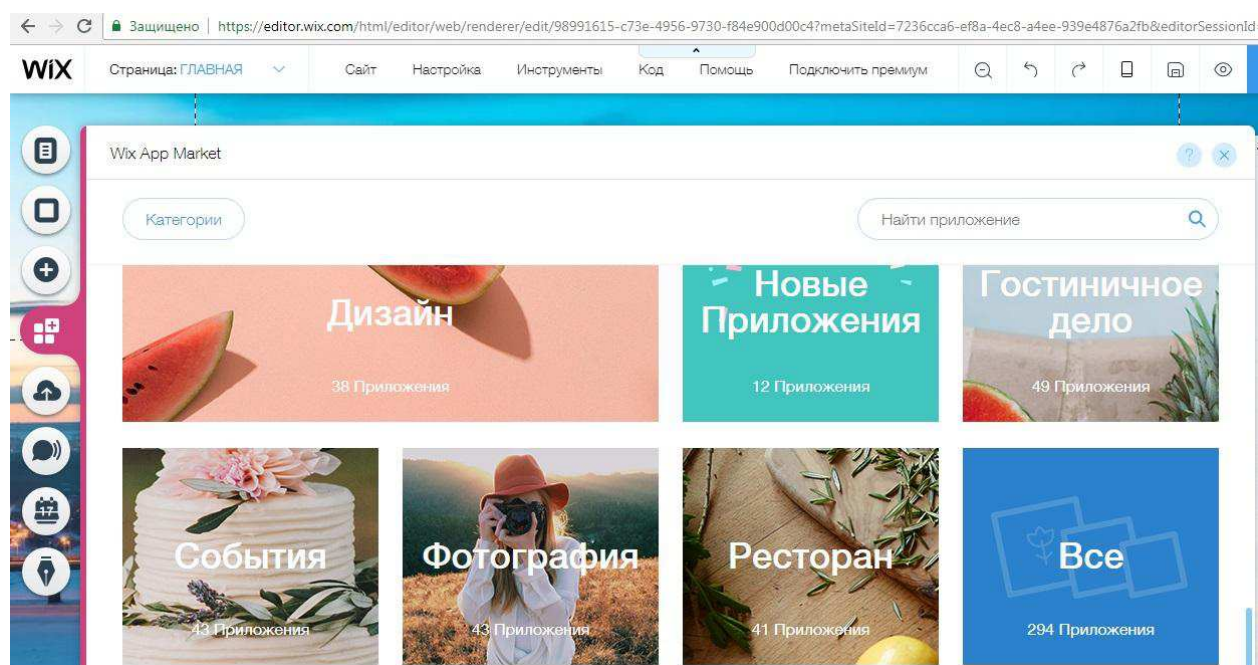 Защищено | https://editor.wix.com/html/editor/web/renderer/edit/98991615-c73e-4956-9730-f84e900d00c4?metaSiteId=7236cca6-ef8a-4ec8-a4ee-939e4876a2fb&editorSessionId
WiX Страница: ГЛАВНАЯ Сайт Настройка Инструменты Код Помощь Подключить премиум
Wix App Market ?
Категории Найти приложение
Дизайн
38 Приложения
Новые
Приложения
12 Приложения
Гостиничное
дело
49 Приложения
События
43 Приложения
Фотография
43 Приложения
Ресторан
41 Приложения
Все
294 Приложения
17